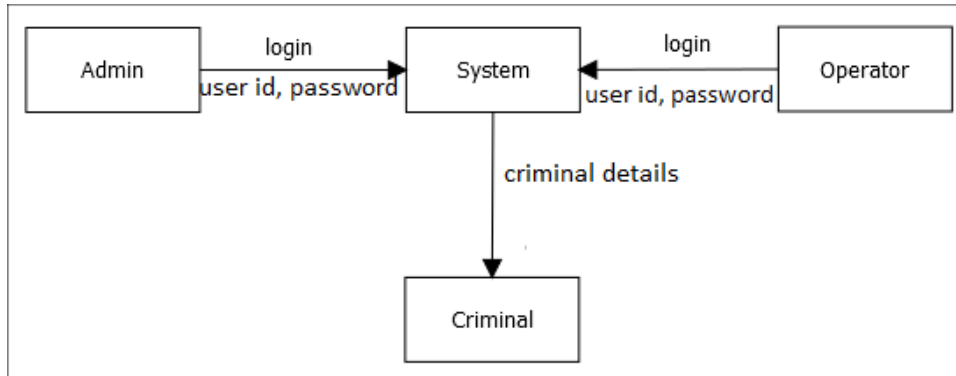 login
login
Admin
System
Operator
user id, password
user id, password
criminal details
Criminal